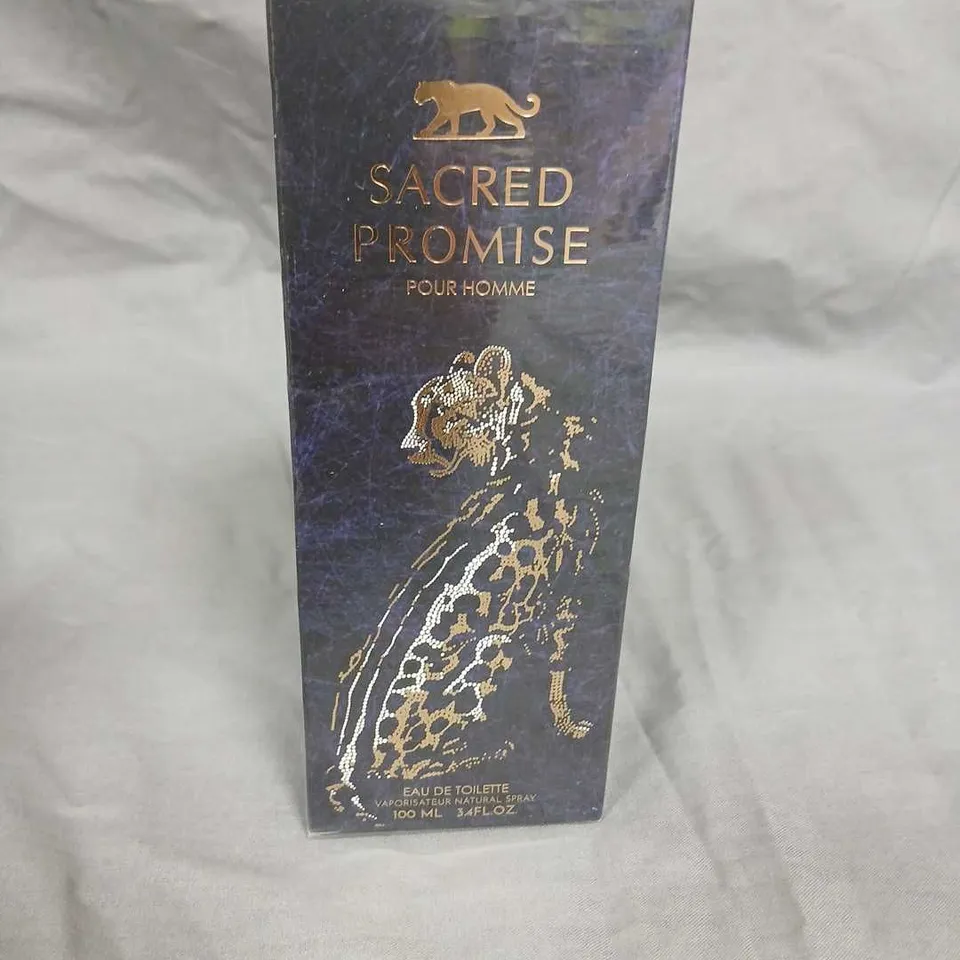 SACRED
PROMISE
POUR HOMME
EAU DE TOILETTE
VAPORISATEUR NATURAL SPRAY
100 ML 3.4FL.OZ.